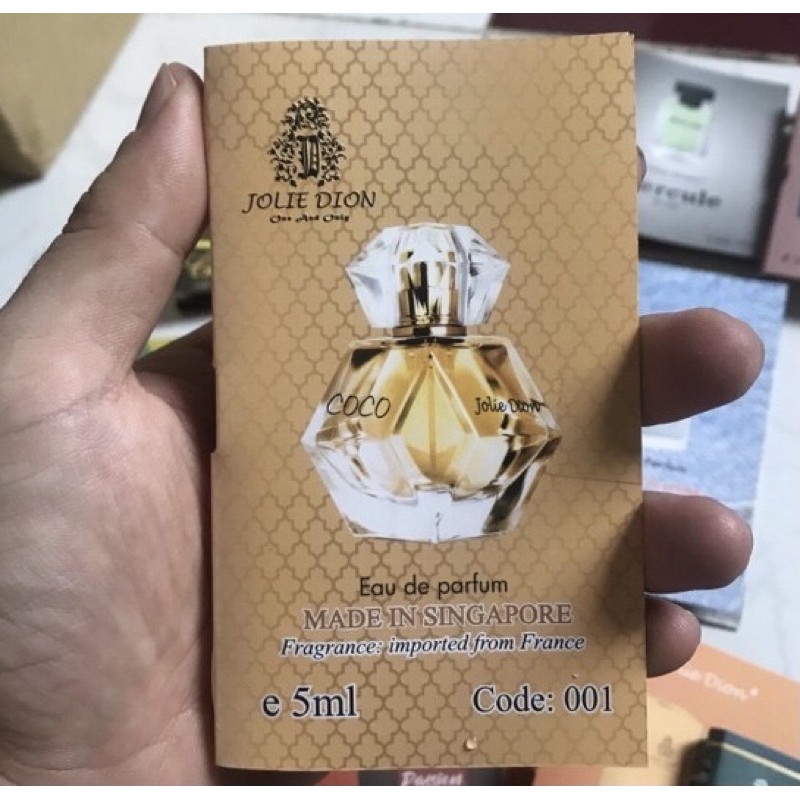 JOLIE DION
One And Only
COCO
Jolie Dion
Eau de parfum
MADE IN SINGAPORE
Fragrance: imported from France
e 5ml
Code: 001
Passion